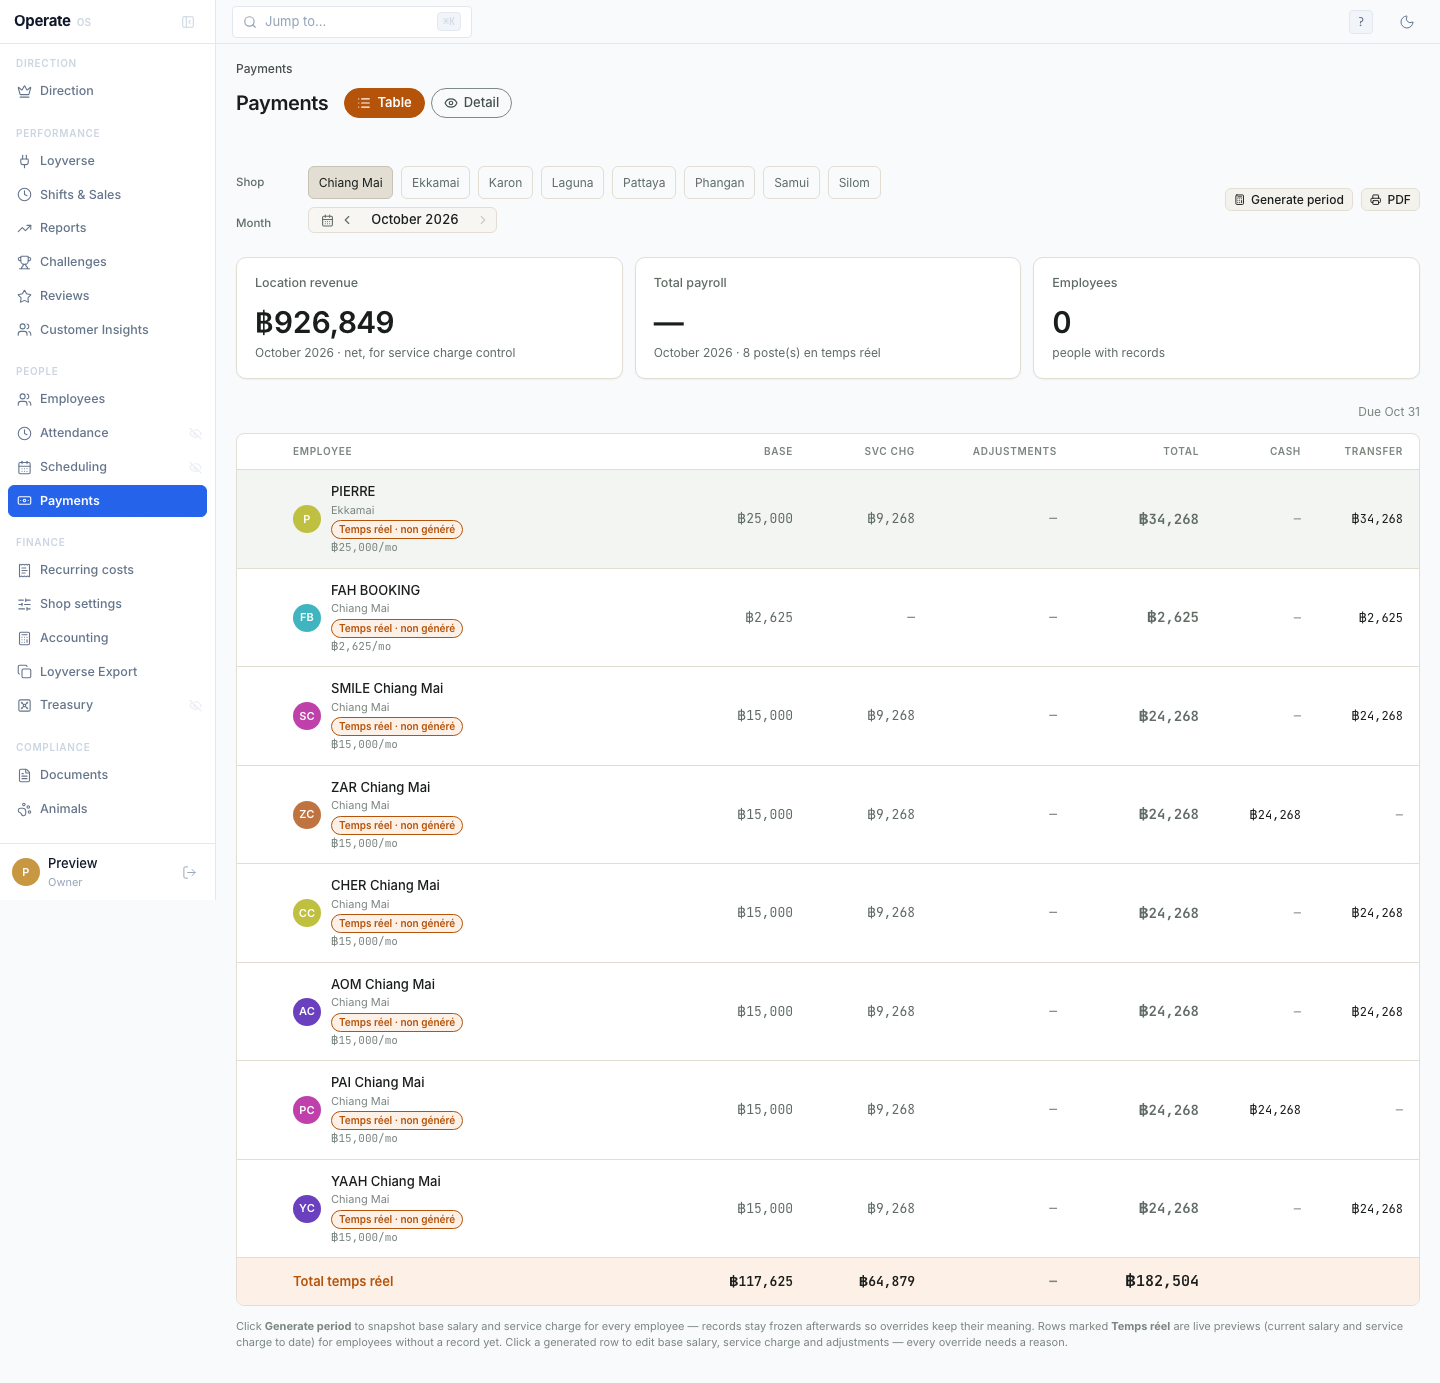 Operate OS
Jump to...
⌘K
?
DIRECTION
Direction
PERFORMANCE
Loyverse
Shifts & Sales
Reports
Challenges
Reviews
Customer Insights
PEOPLE
Employees
Attendance
Scheduling
Payments
FINANCE
Recurring costs
Shop settings
Accounting
Loyverse Export
Treasury
COMPLIANCE
Documents
Animals
P
Preview
Owner
Payments
Payments
Table
Detail
Shop
Chiang Mai
Ekkamai
Karon
Laguna
Pattaya
Phangan
Samui
Silom
Month
October 2026
Generate period
PDF
Location revenue
฿926,849
October 2026 · net, for service charge control
Total payroll
—
October 2026 · 8 poste(s) en temps réel
Employees
0
people with records
Due Oct 31
EMPLOYEE BASE SVC CHG ADJUSTMENTS TOTAL CASH TRANSFER
PIERRE
Ekkamai
P ฿25,000 ฿9,268 — ฿34,268 — ฿34,268
Temps réel · non généré
฿25,000/mo
FAH BOOKING
Chiang Mai
FB ฿2,625 — — ฿2,625 — ฿2,625
Temps réel · non généré
฿2,625/mo
SMILE Chiang Mai
Chiang Mai
SC ฿15,000 ฿9,268 — ฿24,268 — ฿24,268
Temps réel · non généré
฿15,000/mo
ZAR Chiang Mai
Chiang Mai
ZC ฿15,000 ฿9,268 — ฿24,268 ฿24,268 —
Temps réel · non généré
฿15,000/mo
CHER Chiang Mai
Chiang Mai
CC ฿15,000 ฿9,268 — ฿24,268 — ฿24,268
Temps réel · non généré
฿15,000/mo
AOM Chiang Mai
Chiang Mai
AC ฿15,000 ฿9,268 — ฿24,268 — ฿24,268
Temps réel · non généré
฿15,000/mo
PAI Chiang Mai
Chiang Mai
PC ฿15,000 ฿9,268 — ฿24,268 ฿24,268 —
Temps réel · non généré
฿15,000/mo
YAAH Chiang Mai
Chiang Mai
YC ฿15,000 ฿9,268 — ฿24,268 — ฿24,268
Temps réel · non généré
฿15,000/mo
Total temps réel ฿117,625 ฿64,879 — ฿182,504
Click Generate period to snapshot base salary and service charge for every employee — records stay frozen afterwards so overrides keep their meaning. Rows marked Temps réel are live previews (current salary and service
charge to date) for employees without a record yet. Click a generated row to edit base salary, service charge and adjustments — every override needs a reason.